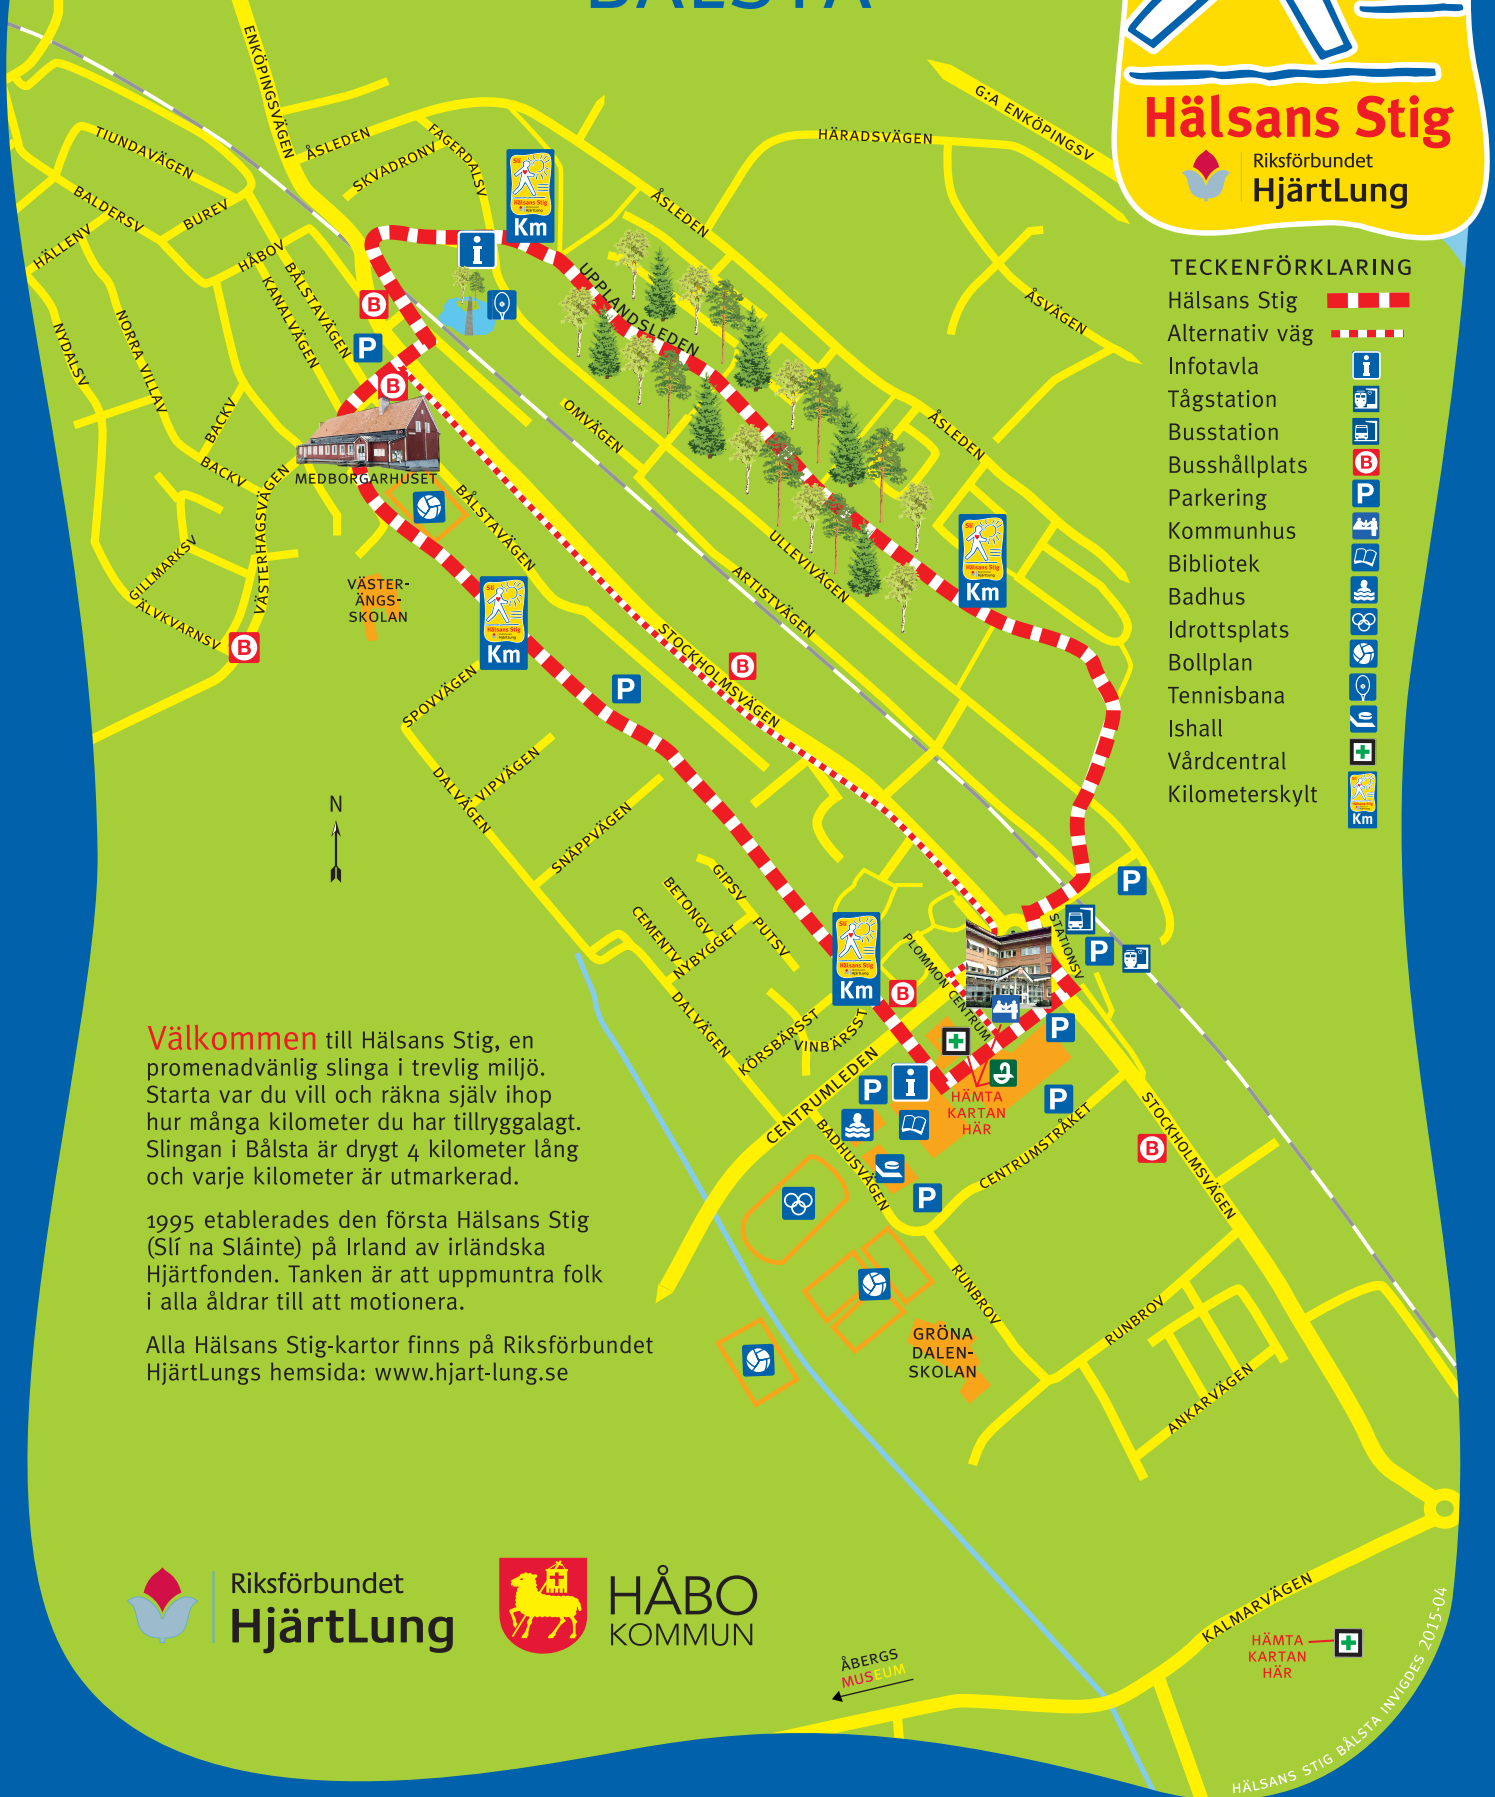 BÅLSTA
Hälsans Stig
Riksförbundet
HjärtLung
TECKENFÖRKLARING
Hälsans Stig
Alternativ väg
Infotavla
Tågstation
Busstation
Busshållplats
Parkering
Kommunhus
Bibliotek
Badhus
Idrottsplats
Bollplan
Tennisbana
Ishall
Vårdcentral
Kilometerskylt
i
B
P
Km
ENKÖPINGSVÄGEN
TIUNDAVÄGEN
ÅSLEDEN
SKVADRONV
FAGERDALSV
BALDERSV
BUREV
HÄLLENV
HÅBOV
BÅLSTAVÄGEN
KANALVÄGEN
NORRA VILLAV
NYDALSV
BACKV
BACKV
VÄSTERHAGSVÄGEN
GILLMARKSV
ÄLVKVARNSV
HÄRADSVÄGEN
G:A ENKÖPINGSV
ÅSLEDEN
ÅSVÄGEN
ÅSLEDEN
UPPLANDSLEDEN
OMVÄGEN
ULLEVIVÄGEN
ARTISTVÄGEN
Km
i
B
P
B
MEDBORGARHUSET
BÅLSTAVÄGEN
VÄSTER-
ÄNGS-
SKOLAN
B
Km
Km
STOCKHOLMSVÄGEN
B
P
SPOVVÄGEN
DALVÄGEN
VIPVÄGEN
SNÄPPVÄGEN
N
GIPSV
BETONGV
CEMENTV
NYBYGGET
PUTSV
DALVÄGEN
KÖRSBÄRSST
VINBÄRSST
Km
B
PLOMMON
CENTRUM
STATIONSV
P
P
P
CENTRUMLEDEN
P
i
HÄMTA
KARTAN
HÄR
P
BADHUSVÄGEN
CENTRUMSTRÅKET
P
STOCKHOLMSVÄGEN
B
RUNBROV
RUNBROV
ANKARVÄGEN
GRÖNA
DALEN-
SKOLAN
Välkommen till Hälsans Stig, en
promenadvänlig slinga i trevlig miljö.
Starta var du vill och räkna själv ihop
hur många kilometer du har tillryggalagt.
Slingan i Bålsta är drygt 4 kilometer lång
och varje kilometer är utmarkerad.
1995 etablerades den första Hälsans Stig
(Slí na Sláinte) på Irland av irländska
Hjärtfonden. Tanken är att uppmuntra folk
i alla åldrar till att motionera.
Alla Hälsans Stig-kartor finns på Riksförbundet
HjärtLungs hemsida: www.hjart-lung.se
Riksförbundet
HjärtLung
HÅBO
KOMMUN
ÅBERGS
MUSEUM
KALMARVÄGEN
HÄMTA
KARTAN
HÄR
HÄLSANS STIG BÅLSTA INVIGDES 2015-04